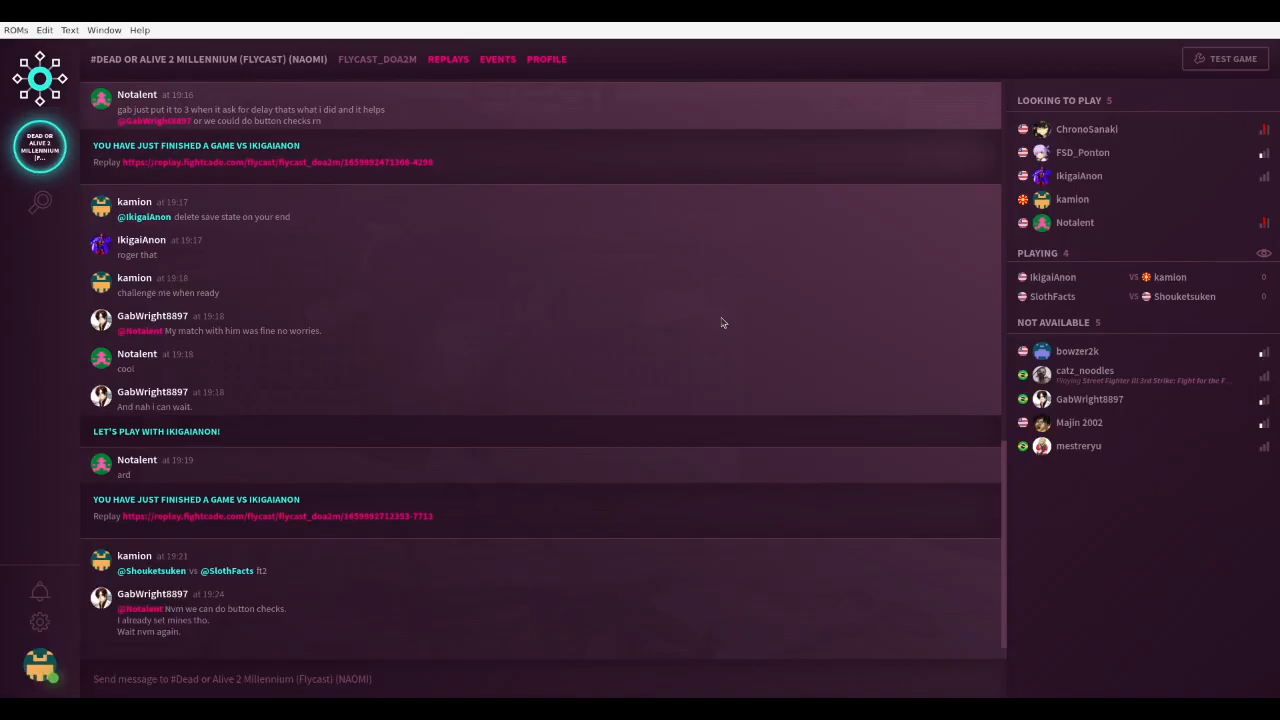 ROMs Edit Text Window Help
#DEAD OR ALIVE 2 MILLENNIUM (FLYCAST) (NAOMI) FLYCAST_DOA2M REPLAYS EVENTS PROFILE
TEST GAME
DEAD OR
ALIVE 2
MILLENNIUM
[F...
Notalent at 19:16
gab just put it to 3 when it ask for delay thats what i did and it helps
@GabWright8897 or we could do button checks rn
YOU HAVE JUST FINISHED A GAME VS IKIGAIANON
Replay https://replay.fightcade.com/flycast/flycast_doa2m/1659992471368-4298
kamion at 19:17
@IkigaiAnon delete save state on your end
IkigaiAnon at 19:17
roger that
kamion at 19:18
challenge me when ready
GabWright8897 at 19:18
@Notalent My match with him was fine no worries.
Notalent at 19:18
cool
GabWright8897 at 19:18
And nah i can wait.
LET'S PLAY WITH IKIGAIANON!
Notalent at 19:19
ard
YOU HAVE JUST FINISHED A GAME VS IKIGAIANON
Replay https://replay.fightcade.com/flycast/flycast_doa2m/1659992712353-7713
kamion at 19:21
@Shouketsuken vs @SlothFacts ft2
GabWright8897 at 19:24
@Notalent Nvm we can do button checks.
I already set mines tho.
Wait nvm again.
Send message to #Dead or Alive 2 Millennium (Flycast) (NAOMI)
LOOKING TO PLAY 5
ChronoSanaki
FSD_Ponton
IkigaiAnon
kamion
Notalent
PLAYING 4
IkigaiAnon VS kamion 0
SlothFacts VS Shouketsuken 0
NOT AVAILABLE 5
bowzer2k
catz_noodles
Playing Street Fighter III 3rd Strike: Fight for the F...
GabWright8897
Majin 2002
mestreryu